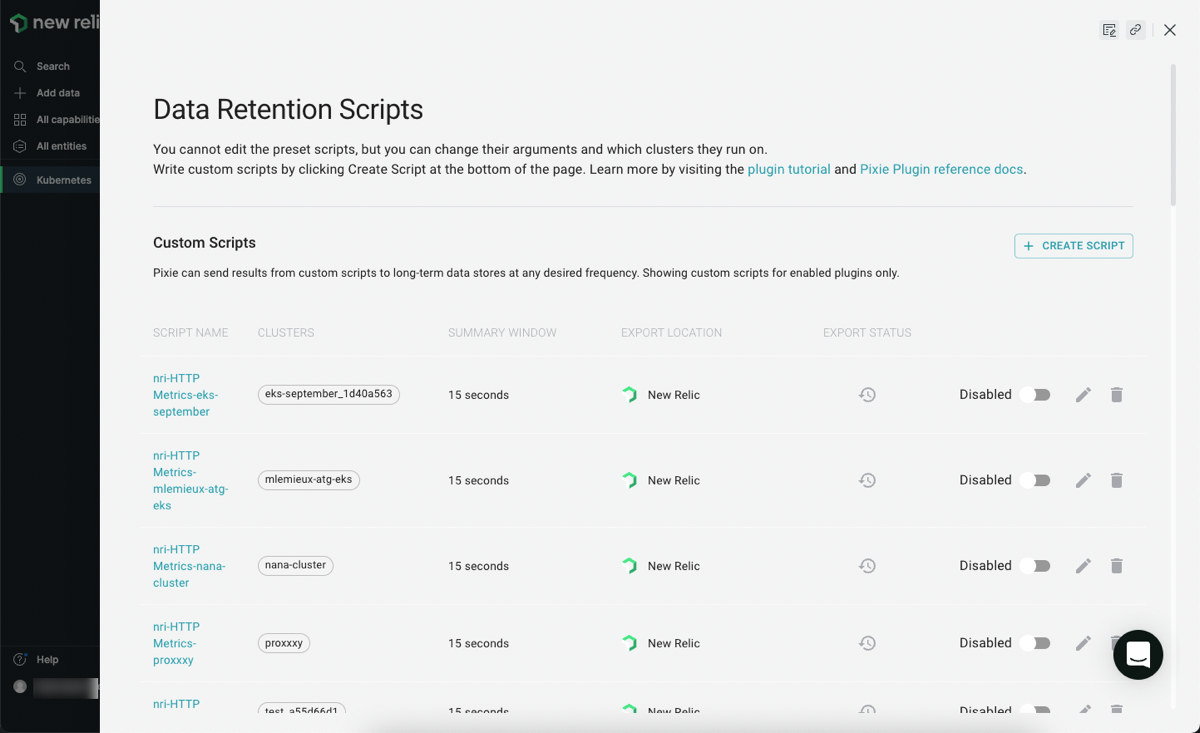 new reli
Search
Add data
All capabilitie
All entities
Kubernetes
Help
Data Retention Scripts
You cannot edit the preset scripts, but you can change their arguments and which clusters they run on.
Write custom scripts by clicking Create Script at the bottom of the page. Learn more by visiting the plugin tutorial and Pixie Plugin reference docs.
Custom Scripts
CREATE SCRIPT
Pixie can send results from custom scripts to long-term data stores at any desired frequency. Showing custom scripts for enabled plugins only.
SCRIPT NAME CLUSTERS SUMMARY WINDOW EXPORT LOCATION EXPORT STATUS
nri-HTTP
Metrics-eks-
september
eks-september_1d40a563 15 seconds New Relic Disabled
nri-HTTP
Metrics-
mlemieux-atg-
eks
mlemieux-atg-eks 15 seconds New Relic Disabled
nri-HTTP
Metrics-nana-
cluster
nana-cluster 15 seconds New Relic Disabled
nri-HTTP
Metrics-
proxxxy
proxxxy 15 seconds New Relic Disabled
nri-HTTP
test_a55d66d1 15 seconds New Relic Disabled